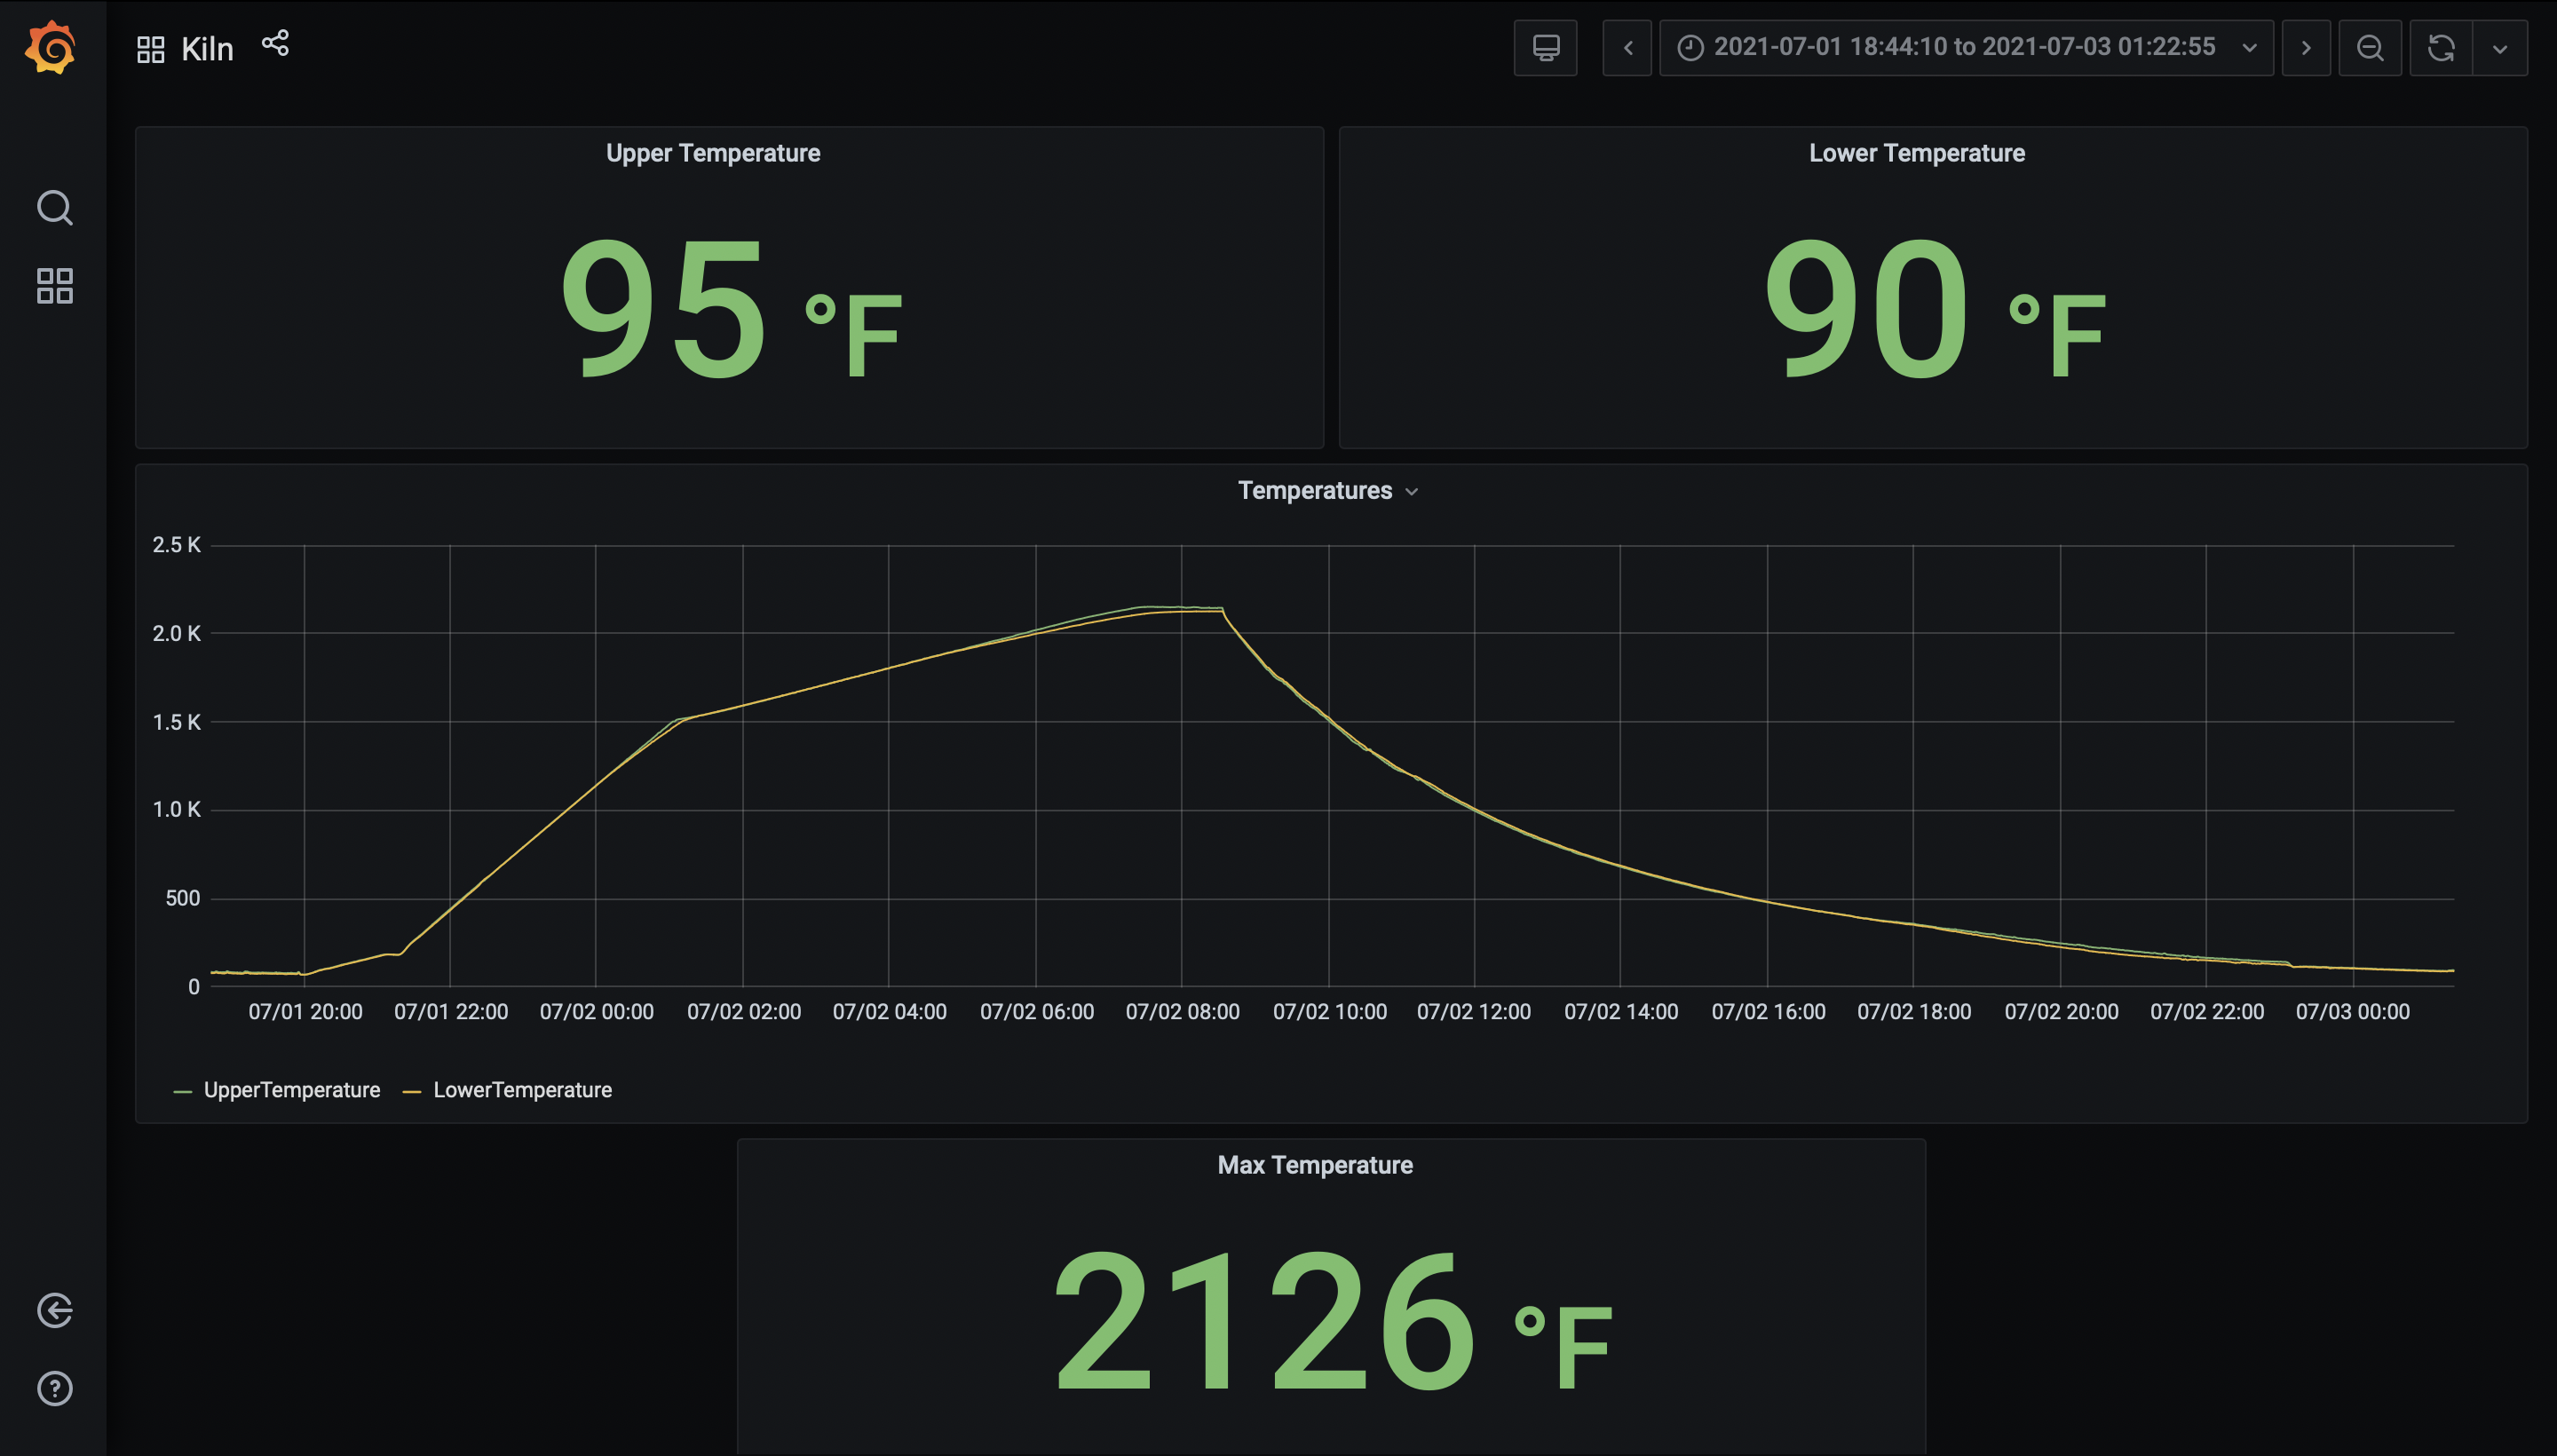 Kiln
2021-07-01 18:44:10 to 2021-07-03 01:22:55
Upper Temperature
95 °F
Lower Temperature
90 °F
Temperatures
2.5 K
2.0 K
1.5 K
1.0 K
500
0
07/01 20:00 07/01 22:00 07/02 00:00 07/02 02:00 07/02 04:00 07/02 06:00 07/02 08:00 07/02 10:00 07/02 12:00 07/02 14:00 07/02 16:00 07/02 18:00 07/02 20:00 07/02 22:00 07/03 00:00
UpperTemperature LowerTemperature
Max Temperature
2126 °F